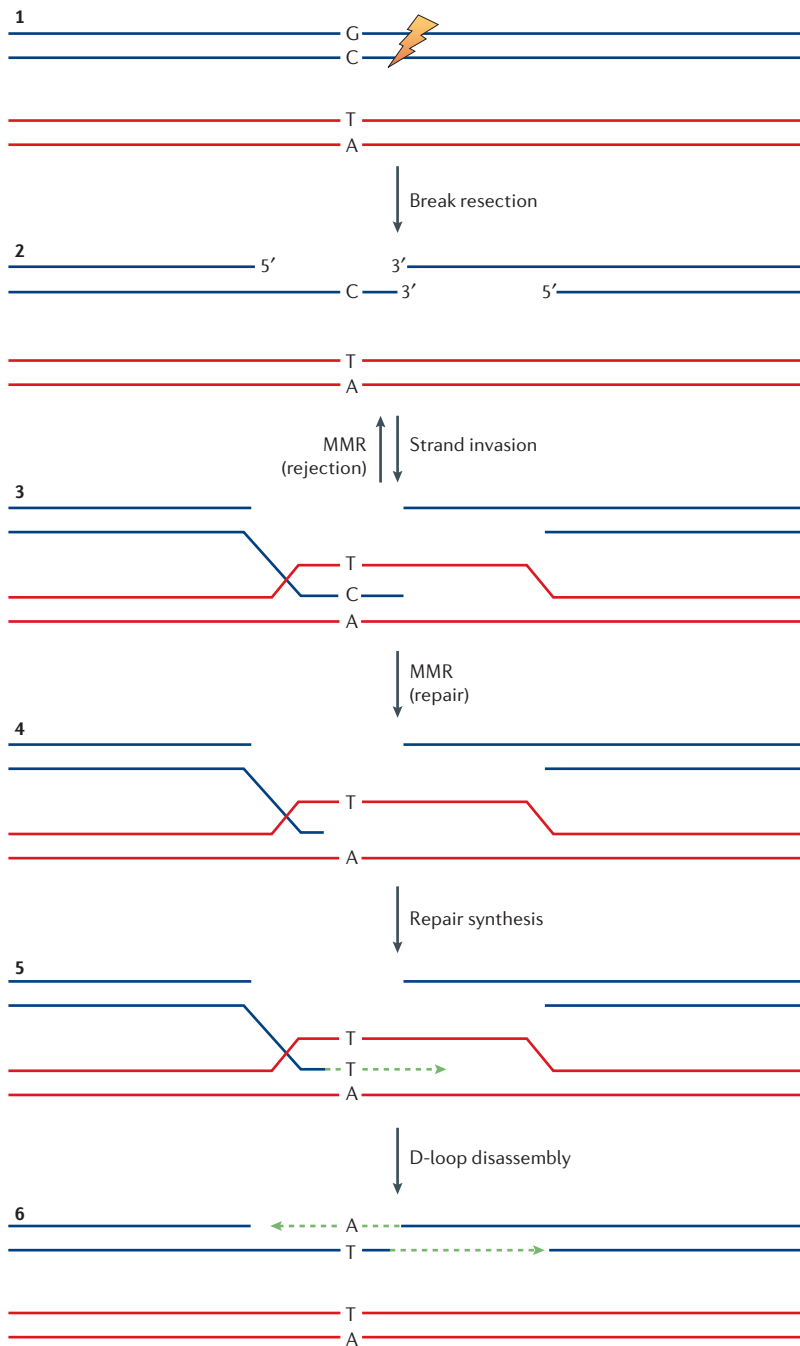 1
G
C
T
A
Break resection
2
5′ 3′
C 3′ 5′
T
A
MMR
(rejection)
Strand invasion
3
T
C
A
MMR
(repair)
4
T
A
Repair synthesis
5
T
T
A
D-loop disassembly
6
A
T
T
A